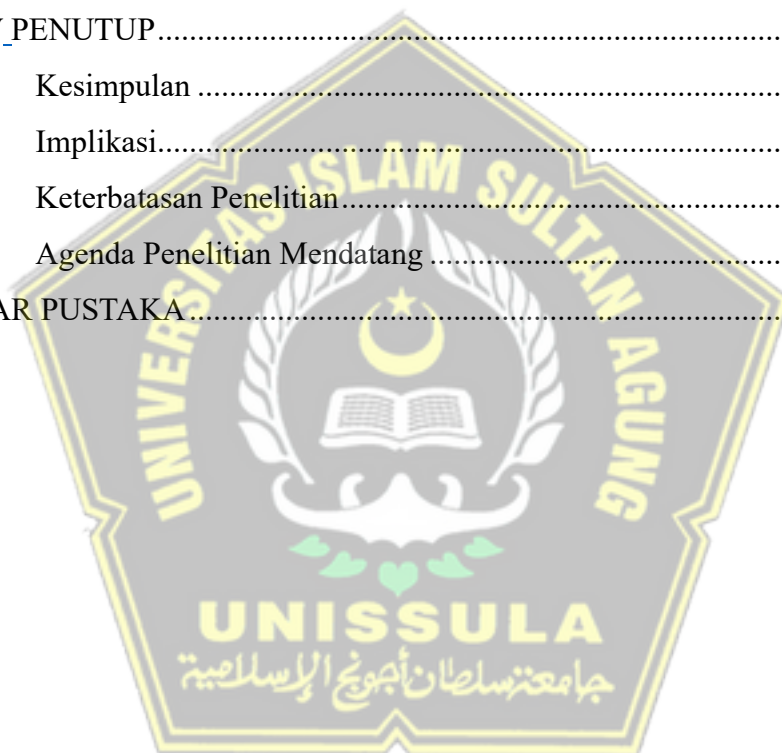 PENUTUP
Kesimpulan
Implikasi
Keterbatasan Penelitian
Agenda Penelitian Mendatang
AR PUSTAKA
UNIVERSITAS ISLAM SULTAN AGUNG
UNISSULA
جامعة سلطان أجونج الإسلامية